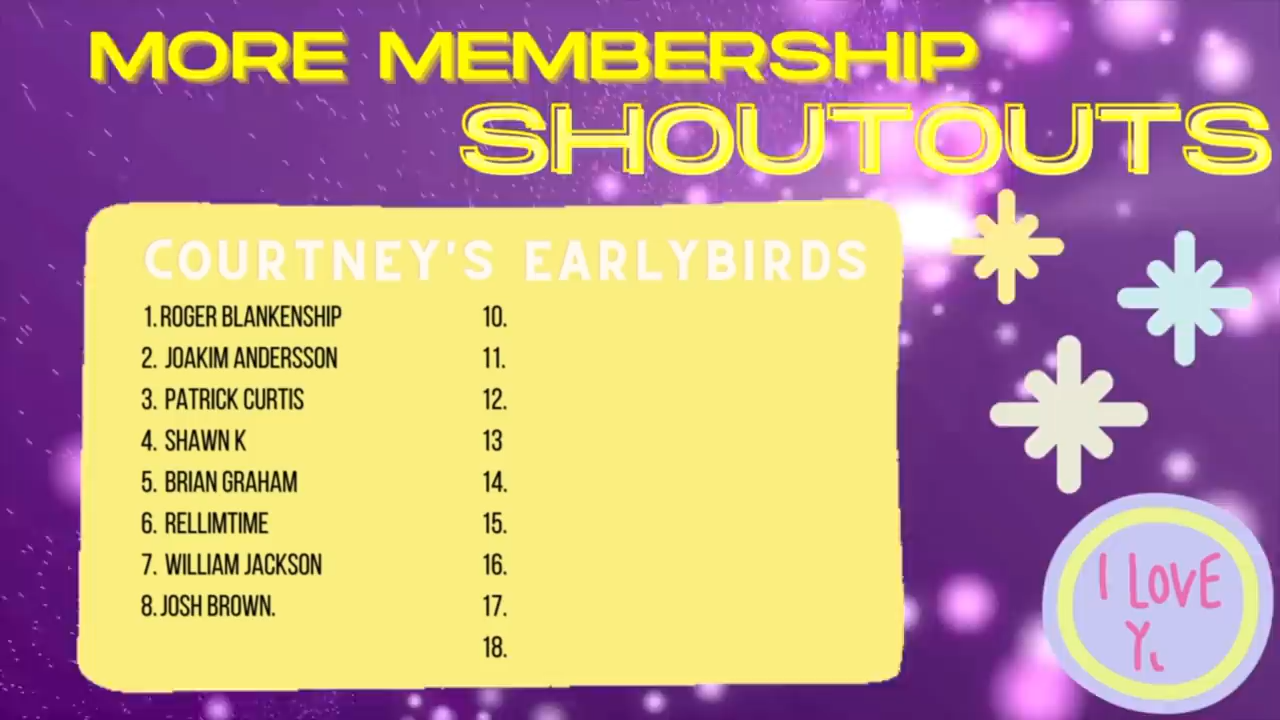 MORE MEMBERSHIP
SHOUTOUTS
COURTNEY'S EARLYBIRDS
1. ROGER BLANKENSHIP
2. JOAKIM ANDERSSON
3. PATRICK CURTIS
4. SHAWN K
5. BRIAN GRAHAM
6. RELLIMTIME
7. WILLIAM JACKSON
8. JOSH BROWN.
10.
11.
12.
13
14.
15.
16.
17.
18.
I LOVE